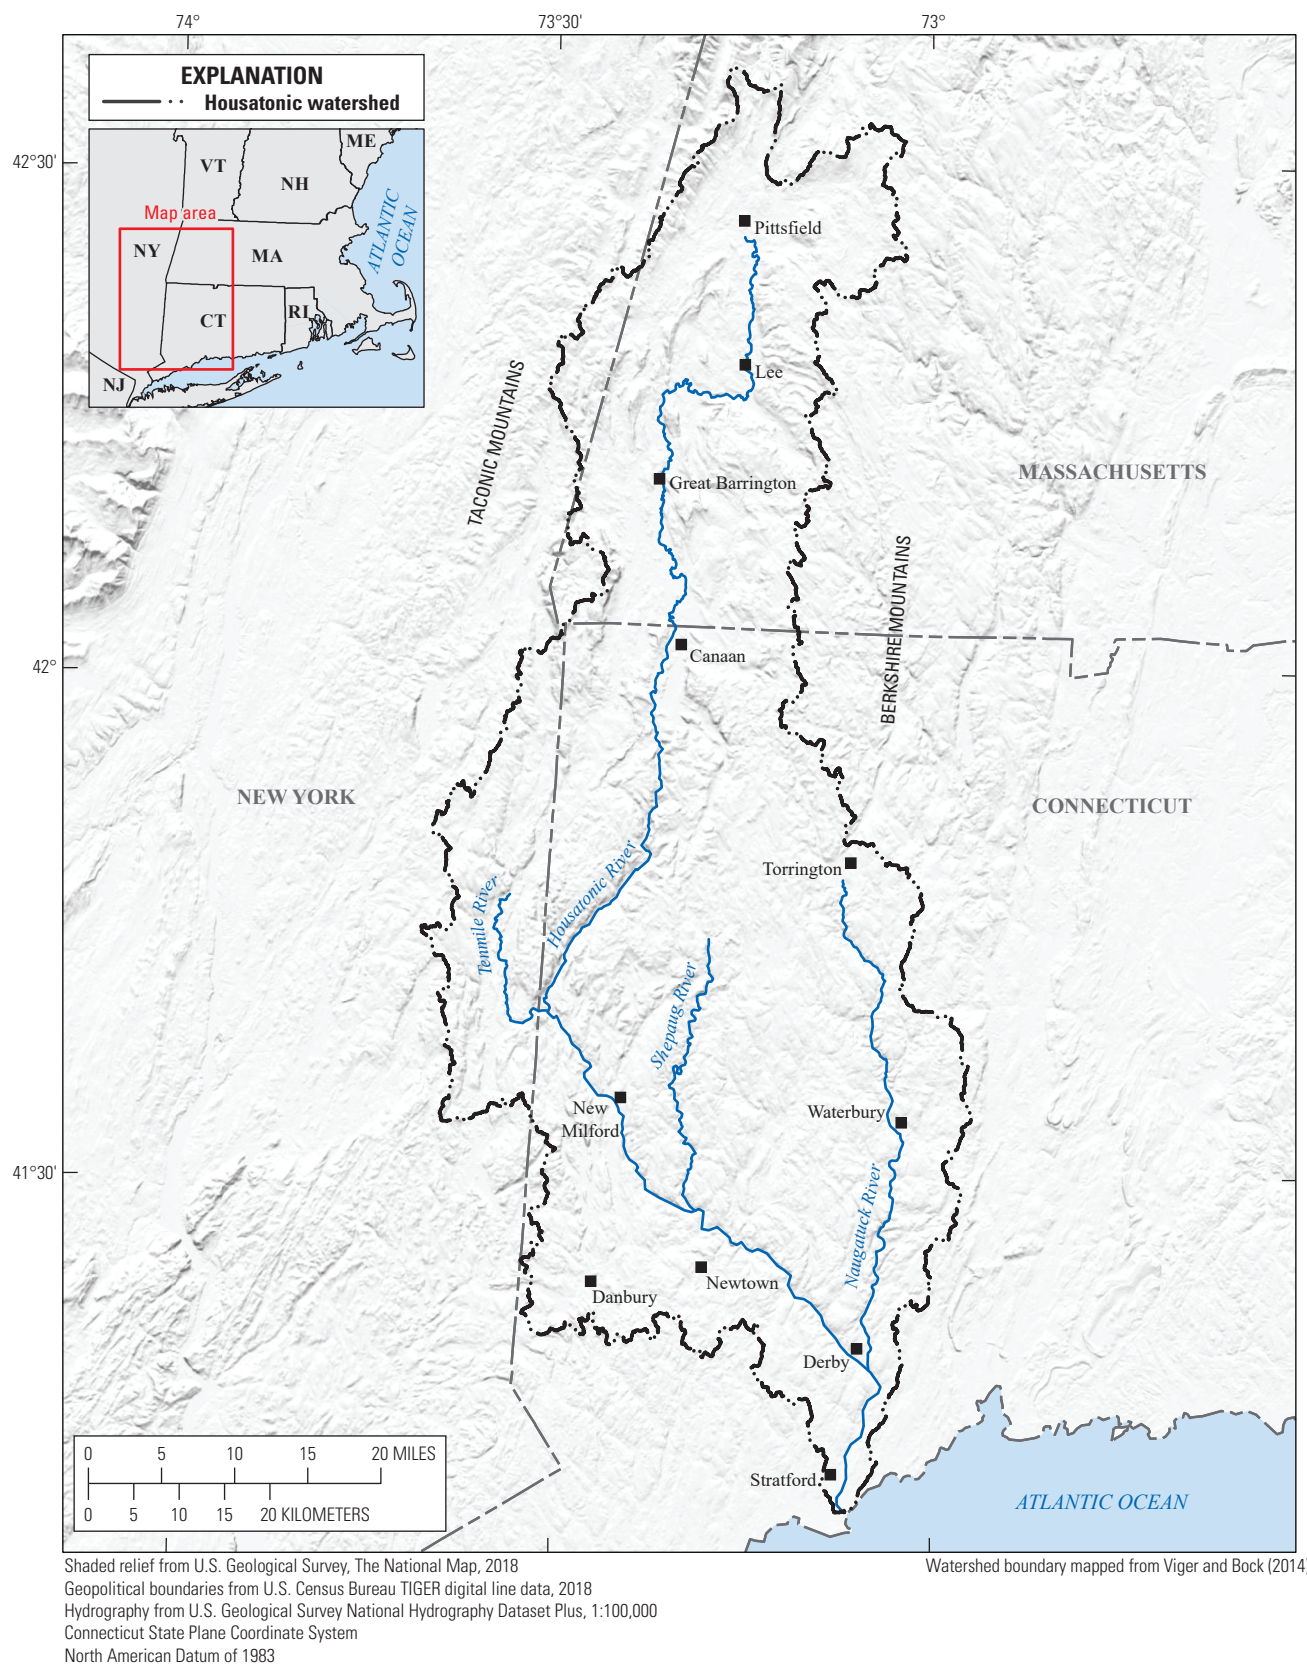 74°
73°30'
73°
EXPLANATION
Housatonic watershed
42°30'
42°
41°30'
VT
ME
NH
Map area
NY
MA
CT
RI
NJ
ATLANTIC
OCEAN
Pittsfield
Lee
TACONIC MOUNTAINS
MASSACHUSETTS
Great Barrington
BERKSHIRE MOUNTAINS
Canaan
NEW YORK
CONNECTICUT
Torrington
Housatonic River
Tenmile River
Shepaug River
New
Milford
Waterbury
Naugatuck River
Newtown
Danbury
Derby
Stratford
ATLANTIC OCEAN
0 5 10 15 20 MILES
0 5 10 15 20 KILOMETERS
Shaded relief from U.S. Geological Survey, The National Map, 2018
Geopolitical boundaries from U.S. Census Bureau TIGER digital line data, 2018
Hydrography from U.S. Geological Survey National Hydrography Dataset Plus, 1:100,000
Connecticut State Plane Coordinate System
North American Datum of 1983
Watershed boundary mapped from Viger and Bock (2014)